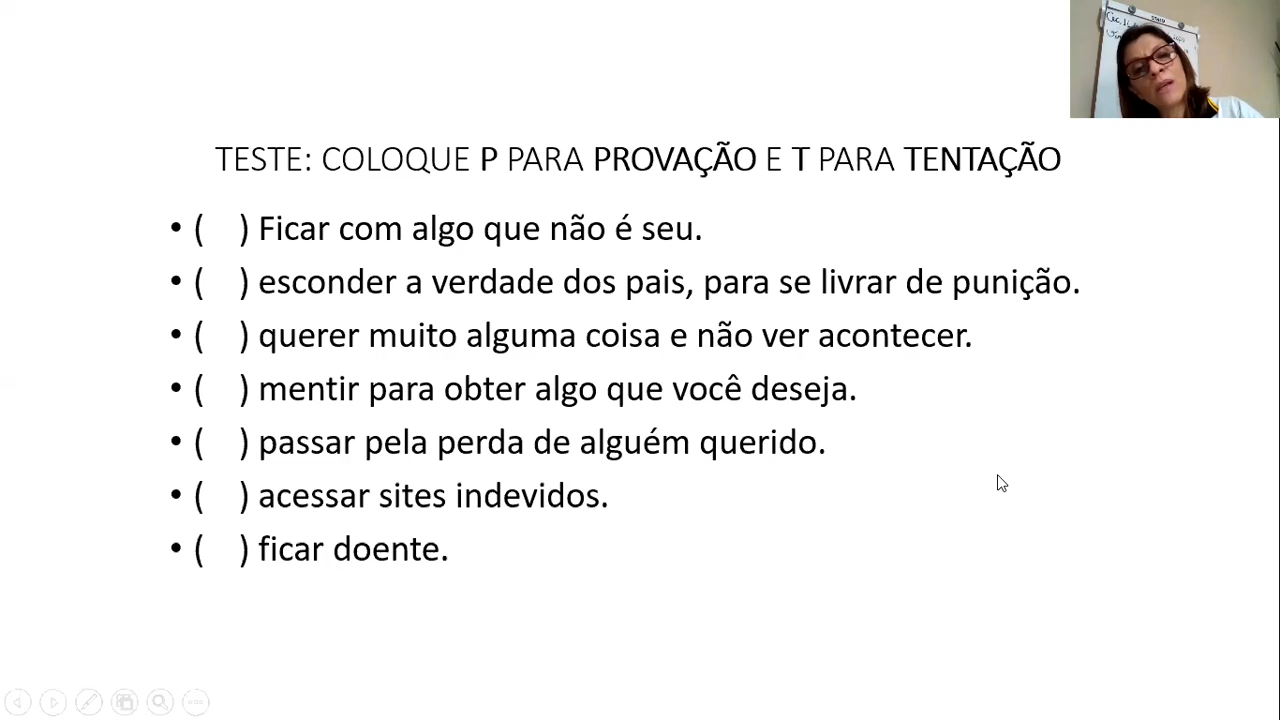 TESTE: COLOQUE P PARA PROVAÇÃO E T PARA TENTAÇÃO
• ( ) Ficar com algo que não é seu.
• ( ) esconder a verdade dos pais, para se livrar de punição.
• ( ) querer muito alguma coisa e não ver acontecer.
• ( ) mentir para obter algo que você deseja.
• ( ) passar pela perda de alguém querido.
• ( ) acessar sites indevidos.
• ( ) ficar doente.